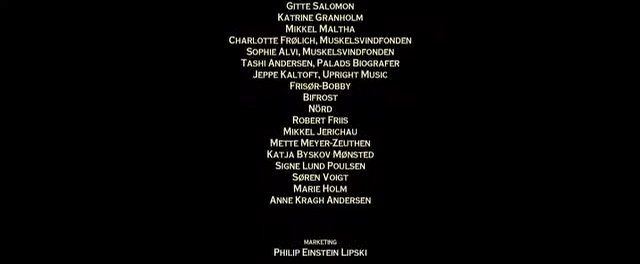 Gitte Salomon
Katrine Granholm
Mikkel Maltha
Charlotte Frølich, Muskelsvindfonden
Sophie Alvi, Muskelsvindfonden
Tashi Andersen, Palads Biografer
Jeppe Kaltoft, Upright Music
Frisør-Bobby
Bifrost
Nörd
Robert Friis
Mikkel Jerichau
Mette Meyer-Zeuthen
Katja Byskov Mønsted
Signe Lund Poulsen
Søren Voigt
Marie Holm
Anne Kragh Andersen
Marketing
Philip Einstein Lipski